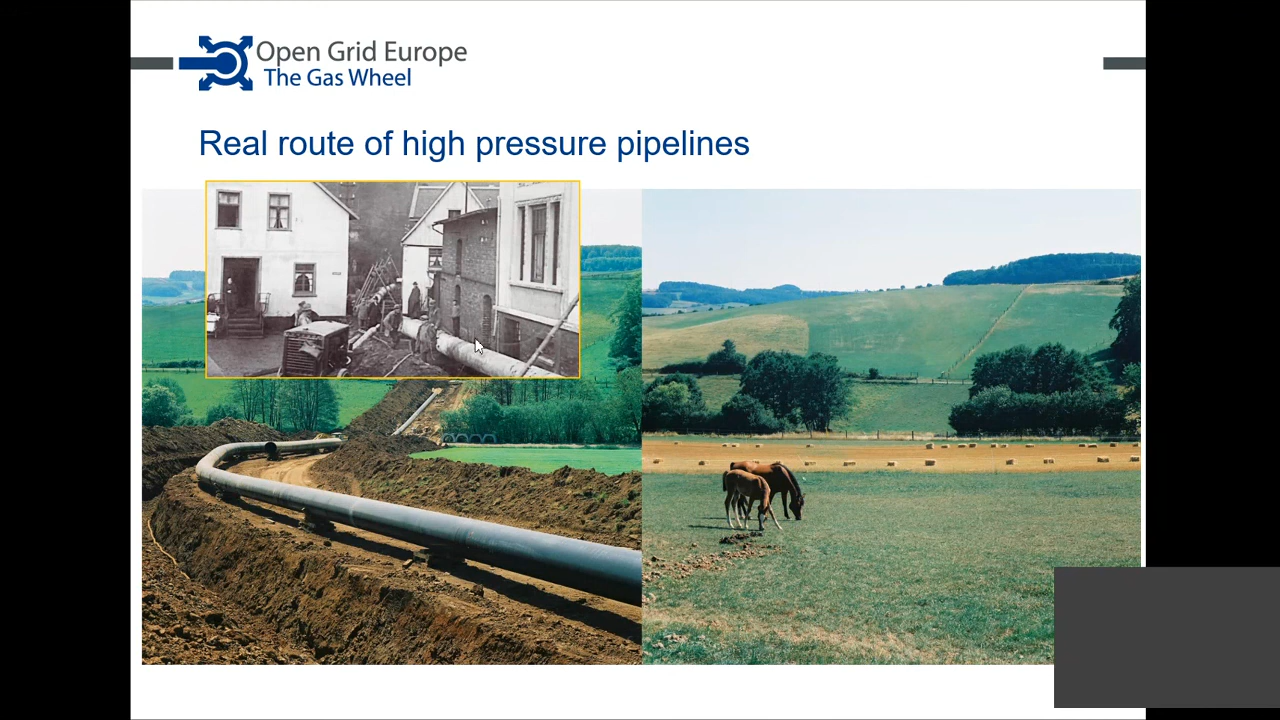 Open Grid Europe
The Gas Wheel
Real route of high pressure pipelines